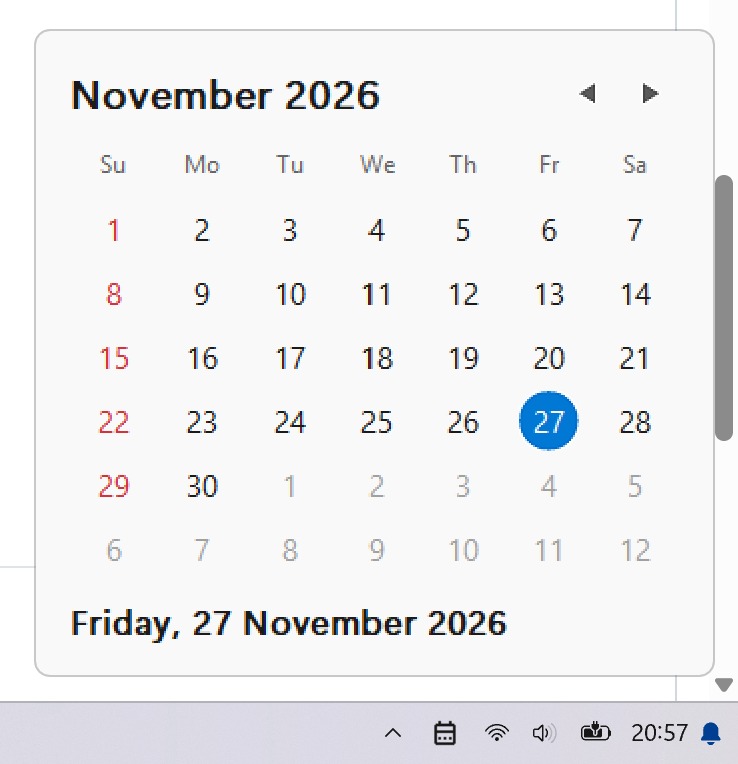 November 2026
Su Mo Tu We Th Fr Sa
1 2 3 4 5 6 7
8 9 10 11 12 13 14
15 16 17 18 19 20 21
22 23 24 25 26 27 28
29 30 1 2 3 4 5
6 7 8 9 10 11 12
Friday, 27 November 2026
20:57